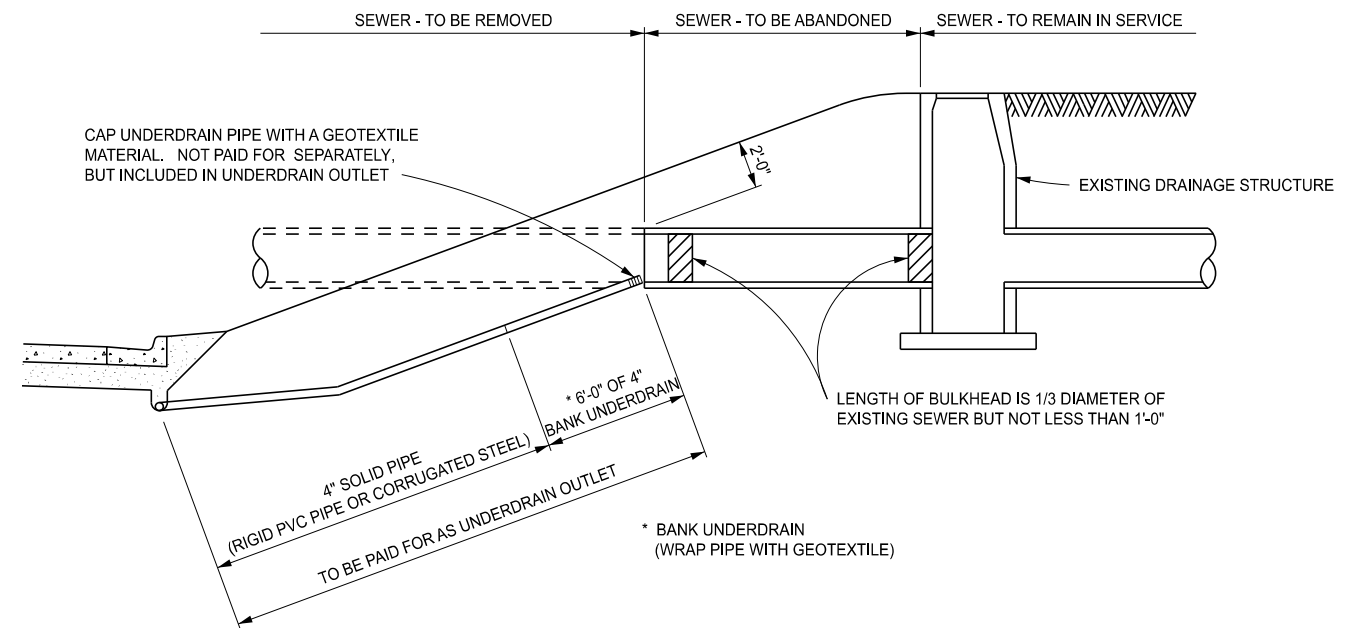 SEWER - TO BE REMOVED
SEWER - TO BE ABANDONED
SEWER - TO REMAIN IN SERVICE
CAP UNDERDRAIN PIPE WITH A GEOTEXTILE
MATERIAL. NOT PAID FOR SEPARATELY,
BUT INCLUDED IN UNDERDRAIN OUTLET
2'-0"
EXISTING DRAINAGE STRUCTURE
LENGTH OF BULKHEAD IS 1/3 DIAMETER OF
EXISTING SEWER BUT NOT LESS THAN 1'-0"
* 6'-0" OF 4"
BANK UNDERDRAIN
4" SOLID PIPE
(RIGID PVC PIPE OR CORRUGATED STEEL)
TO BE PAID FOR AS UNDERDRAIN OUTLET
* BANK UNDERDRAIN
(WRAP PIPE WITH GEOTEXTILE)